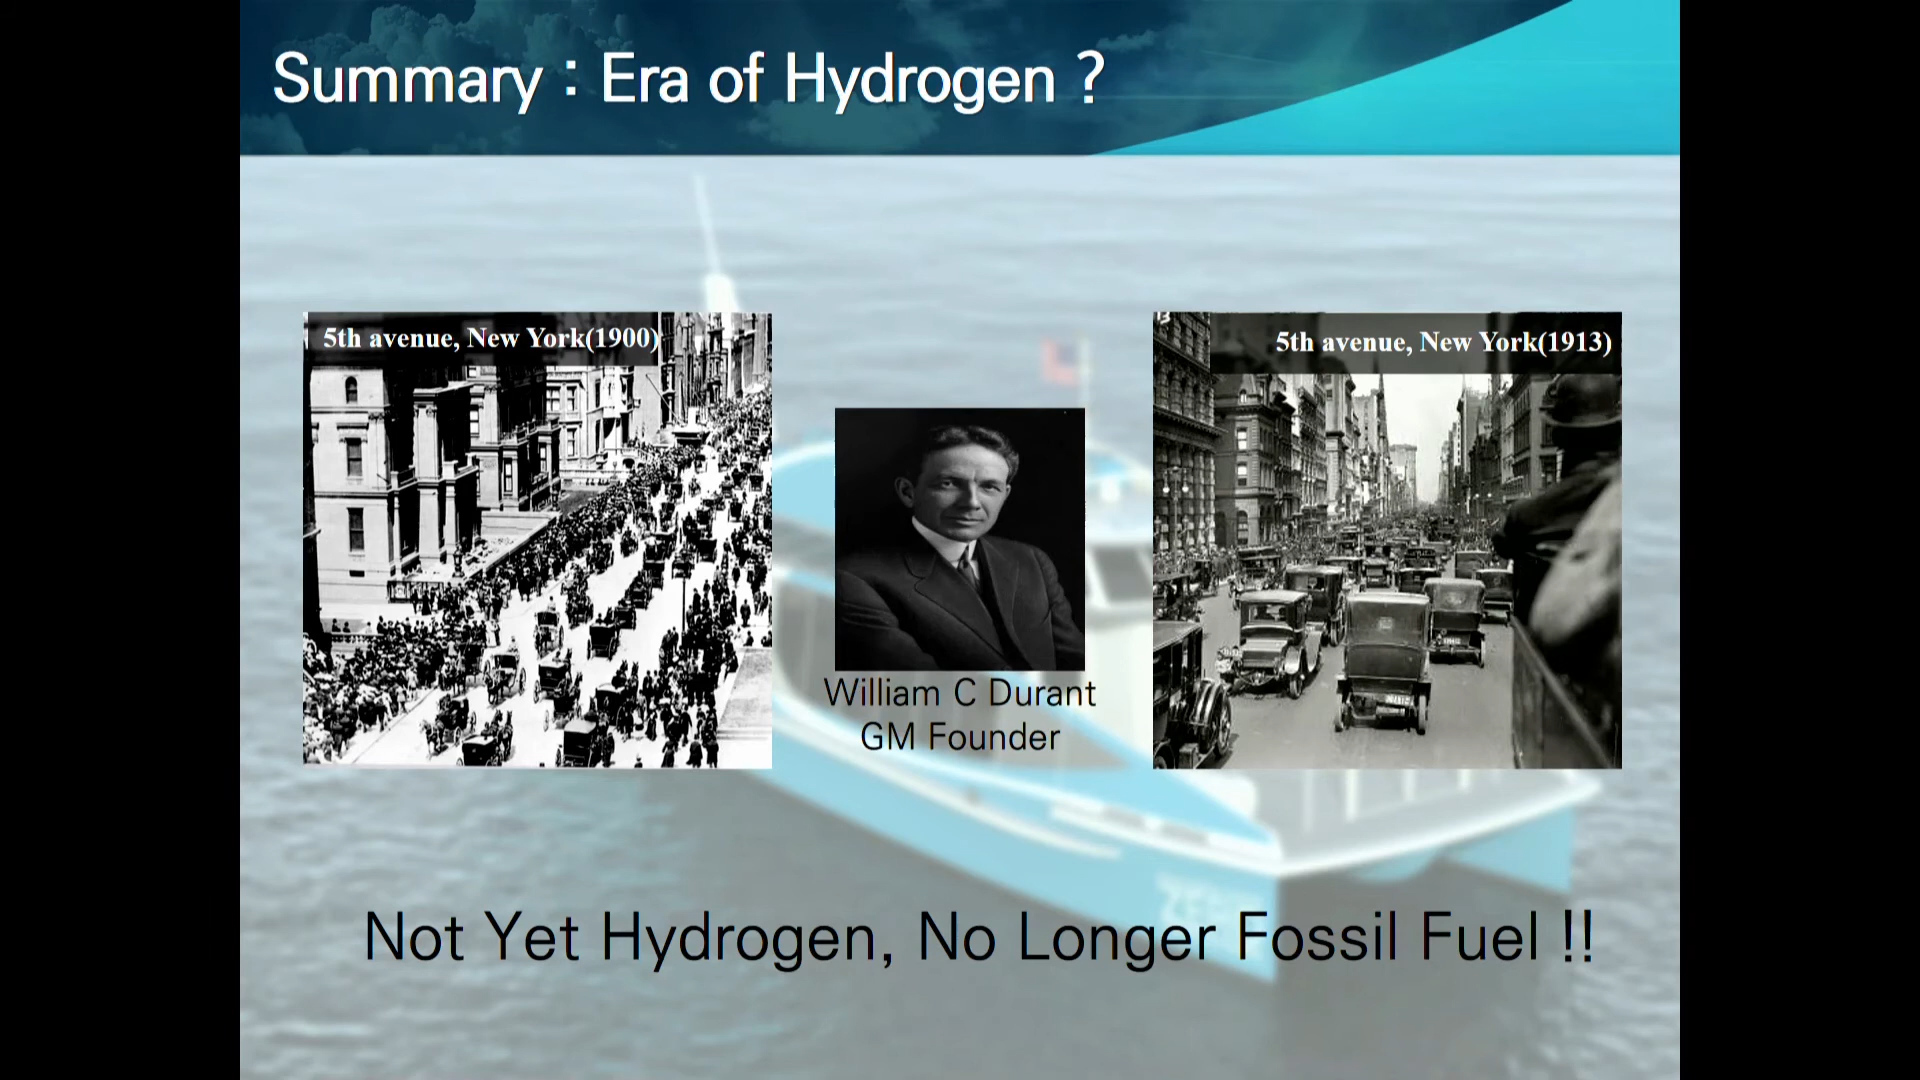 Summary : Era of Hydrogen ?
5th avenue, New York(1900)
5th avenue, New York(1913)
William C Durant
GM Founder
Not Yet Hydrogen, No Longer Fossil Fuel !!